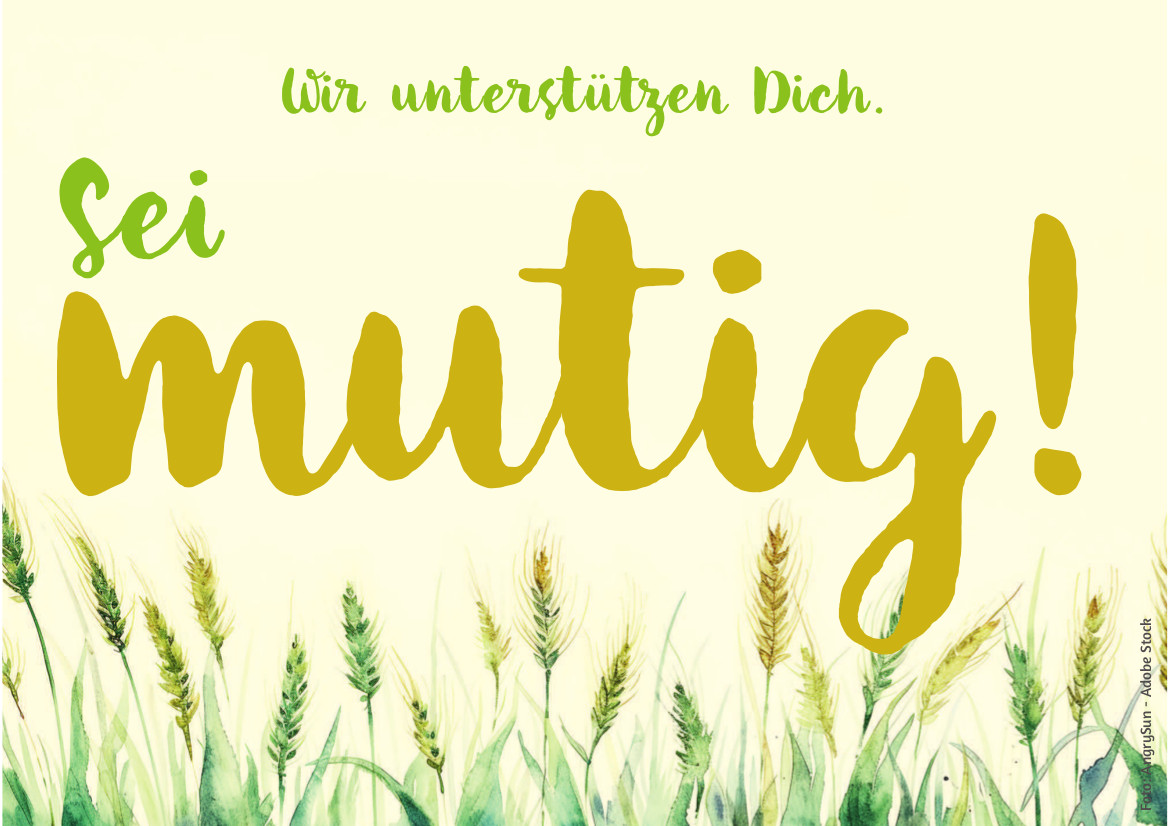 Wir unterstützen Dich.
Sei
mutig!
Foto: AngrySun - Adobe Stock